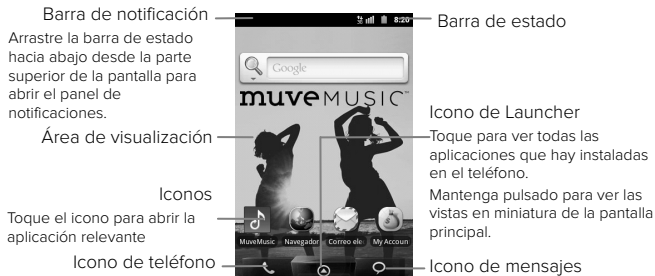 Barra de notificación
Arrastre la barra de estado
hacia abajo desde la parte
superior de la pantalla para
abrir el panel de
notificaciones.
Área de visualización
Iconos
Toque el icono para abrir la
aplicación relevante
Icono de teléfono
3G
8:20
Google
muveMUSIC
MuveMusic
Navegador
Correo ele
My Accoun
Barra de estado
Icono de Launcher
Toque para ver todas las
aplicaciones que hay instaladas
en el teléfono.
Mantenga pulsado para ver las
vistas en miniatura de la pantalla
principal.
Icono de mensajes